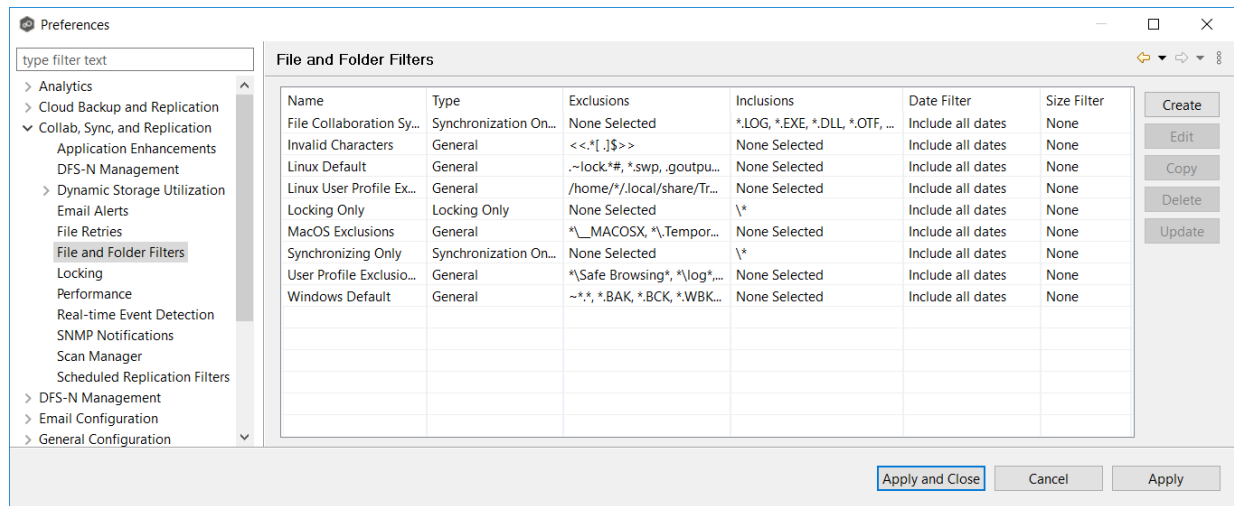 Preferences
type filter text
File and Folder Filters
Analytics
Cloud Backup and Replication
Collab, Sync, and Replication
Application Enhancements
DFS-N Management
Dynamic Storage Utilization
Email Alerts
File Retries
File and Folder Filters
Locking
Performance
Real-time Event Detection
SNMP Notifications
Scan Manager
Scheduled Replication Filters
DFS-N Management
Email Configuration
General Configuration
Name Type Exclusions Inclusions Date Filter Size Filter
File Collaboration Sy... Synchronization On... None Selected *.LOG, *.EXE, *.DLL, *.OTF, ... Include all dates None
Invalid Characters General <<.*[ .]$>> None Selected Include all dates None
Linux Default General .~lock.*#, *.swp, .goutpu... None Selected Include all dates None
Linux User Profile Ex... General /home/*/.local/share/Tr... None Selected Include all dates None
Locking Only Locking Only None Selected \* Include all dates None
MacOS Exclusions General *\__MACOSX, *\.Tempor... None Selected Include all dates None
Synchronizing Only Synchronization On... None Selected \* Include all dates None
User Profile Exclusio... General *\Safe Browsing*, *\log*,... None Selected Include all dates None
Windows Default General ~*.*, *.BAK, *.BCK, *.WBK... None Selected Include all dates None
Create
Edit
Copy
Delete
Update
Apply and Close Cancel Apply